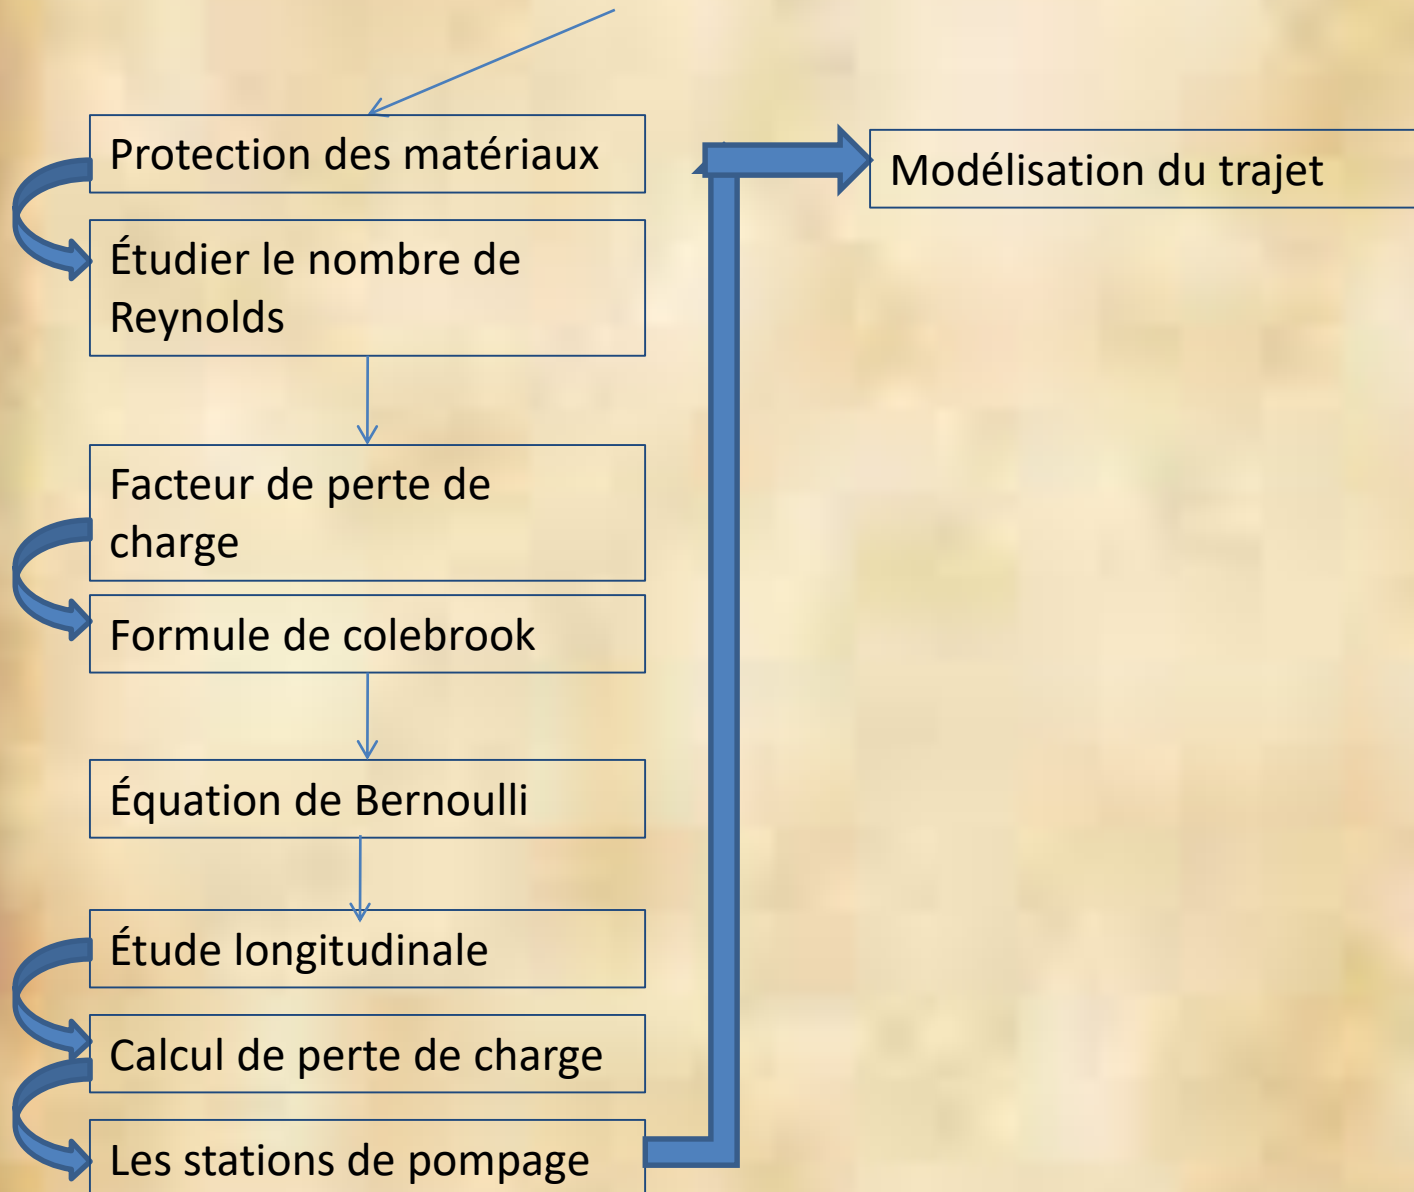 Protection des matériaux
Étudier le nombre de
Reynolds
Facteur de perte de
charge
Formule de colebrook
Équation de Bernoulli
Étude longitudinale
Calcul de perte de charge
Les stations de pompage
Modélisation du trajet